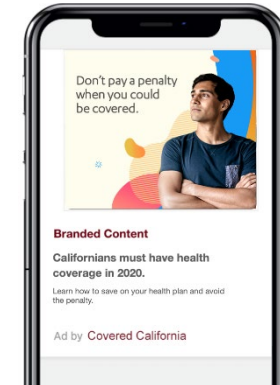 Don't pay a penalty
when you could
be covered.
Branded Content
Californians must have health
coverage in 2020.
Learn how to save on your health plan and avoid
the penalty.
Ad by Covered California